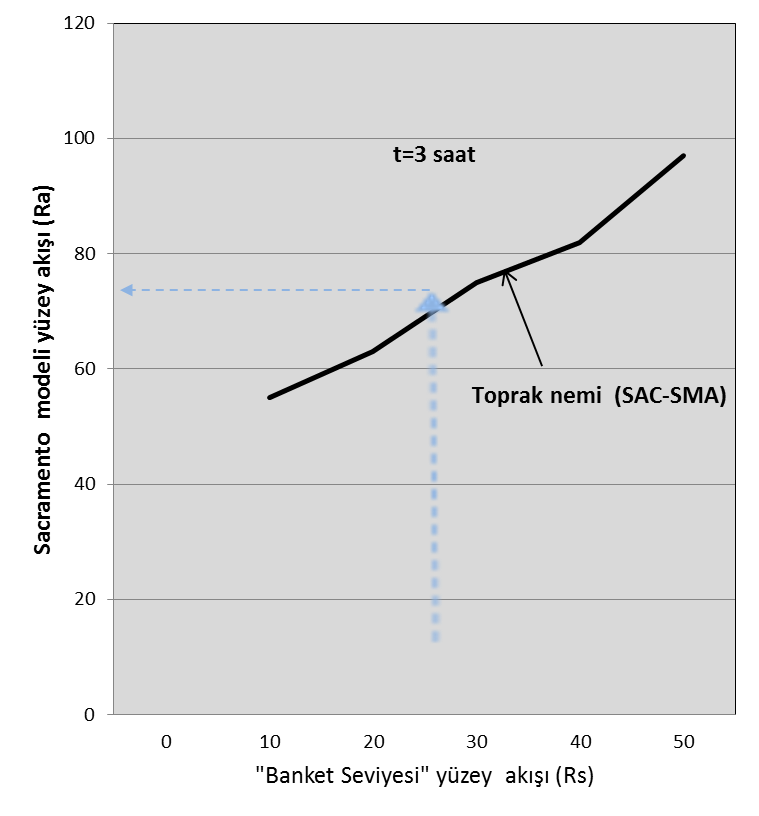 120
100
80
60
40
20
0
t=3 saat
Toprak nemi  (SAC-SMA)
Sacramento  modeli yüzey akışı (Ra)
0 10 20 30 40 50
"Banket Seviyesi" yüzey  akışı (Rs)